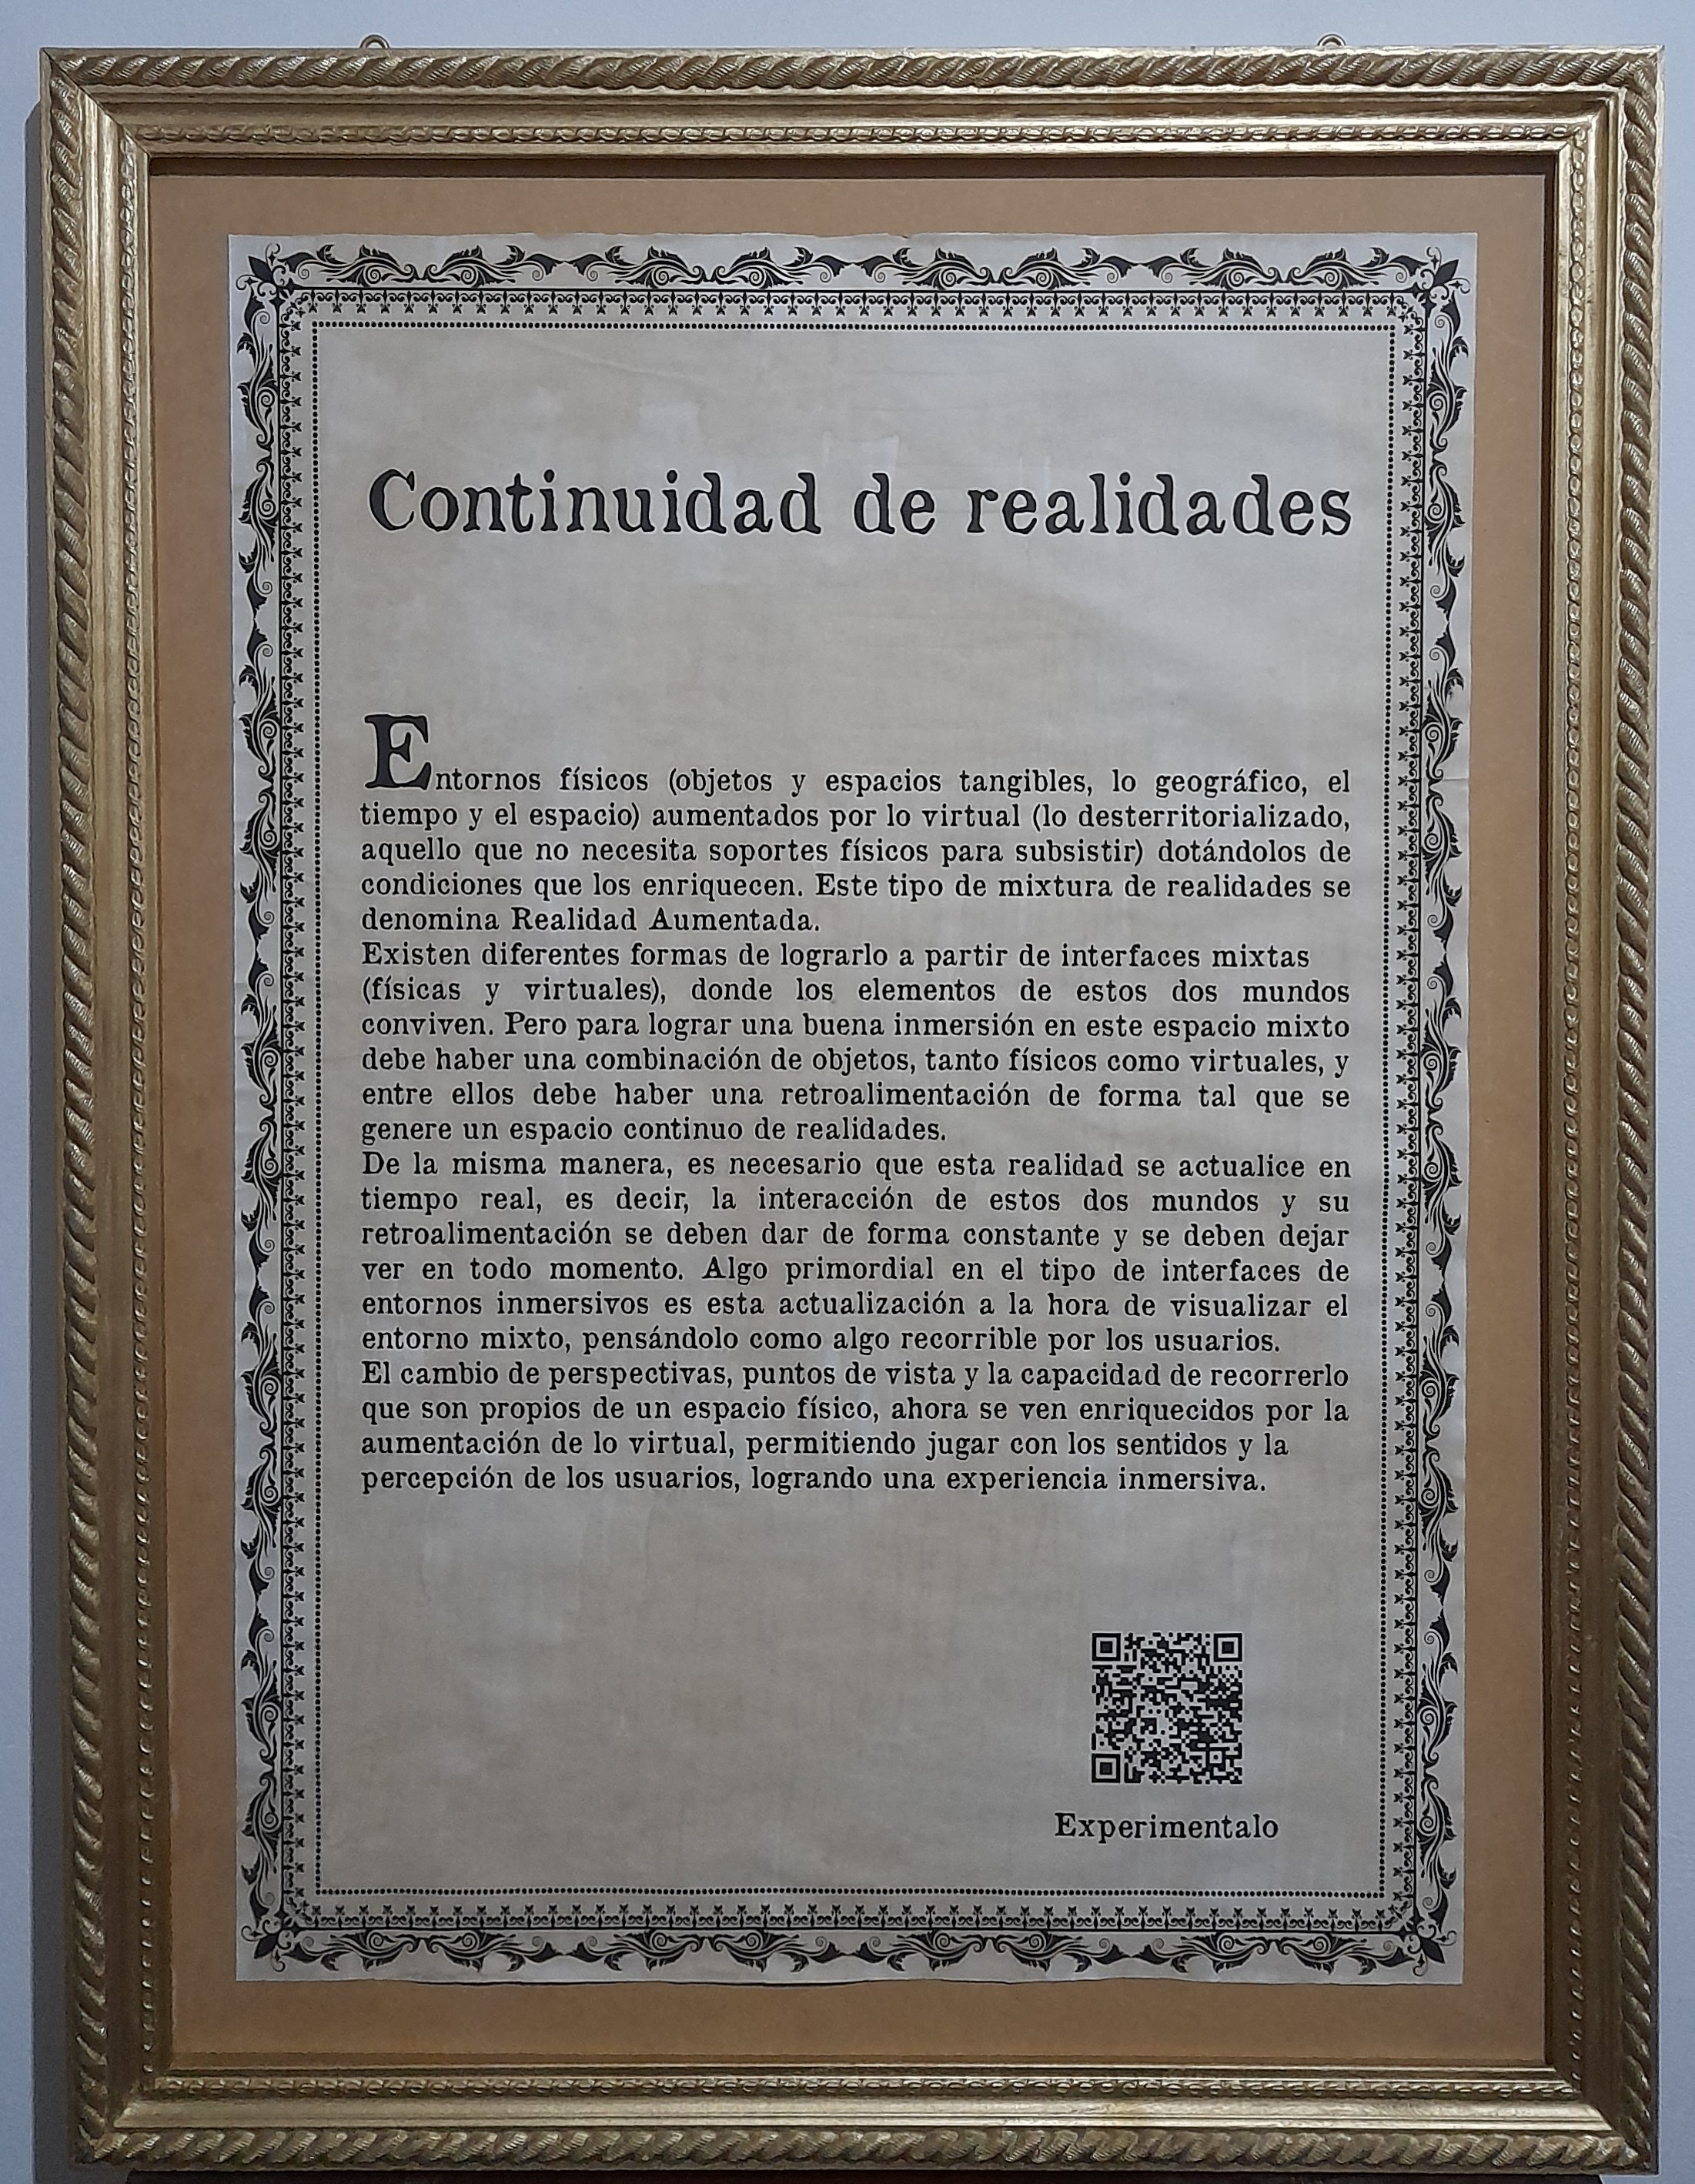 Continuidad de realidades
Entornos físicos (objetos y espacios tangibles, lo geográfico, el
tiempo y el espacio) aumentados por lo virtual (lo desterritorializado,
aquello que no necesita soportes físicos para subsistir) dotándolos de
condiciones que los enriquecen. Este tipo de mixtura de realidades se
denomina Realidad Aumentada.
Existen diferentes formas de lograrlo a partir de interfaces mixtas
(físicas y virtuales), donde los elementos de estos dos mundos
conviven. Pero para lograr una buena inmersión en este espacio mixto
debe haber una combinación de objetos, tanto físicos como virtuales, y
entre ellos debe haber una retroalimentación de forma tal que se
genere un espacio continuo de realidades.
De la misma manera, es necesario que esta realidad se actualice en
tiempo real, es decir, la interacción de estos dos mundos y su
retroalimentación se deben dar de forma constante y se deben dejar
ver en todo momento. Algo primordial en el tipo de interfaces de
entornos inmersivos es esta actualización a la hora de visualizar el
entorno mixto, pensándolo como algo recorrible por los usuarios.
El cambio de perspectivas, puntos de vista y la capacidad de recorrerlo
que son propios de un espacio físico, ahora se ven enriquecidos por la
aumentación de lo virtual, permitiendo jugar con los sentidos y la
percepción de los usuarios, logrando una experiencia inmersiva.
Experimentalo